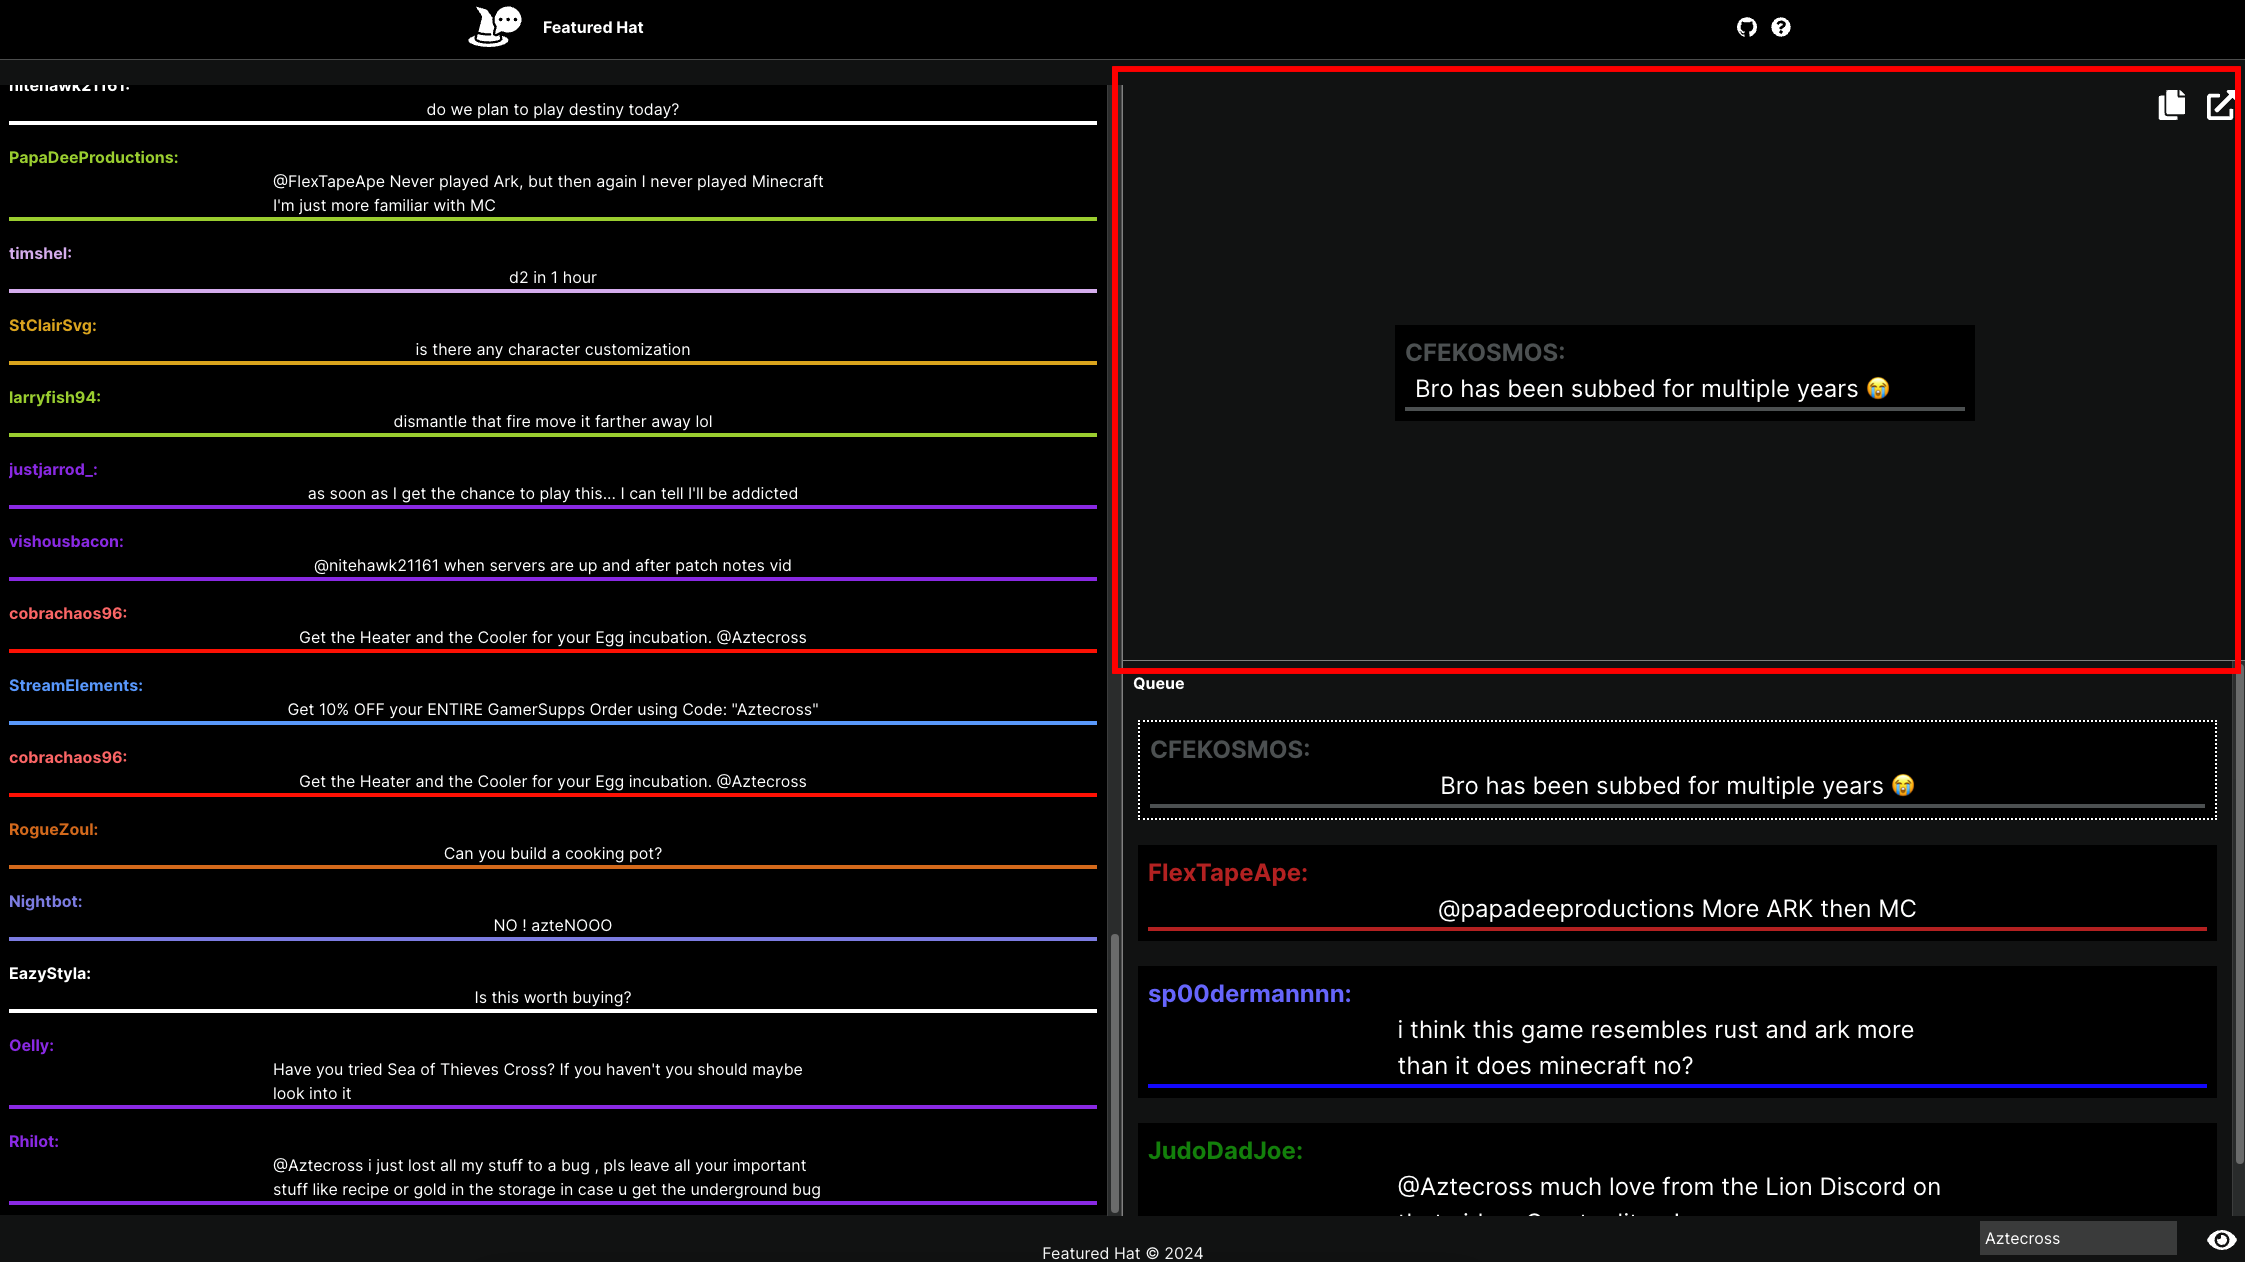 Featured Hat
nitehawk21161:
do we plan to play destiny today?
PapaDeeProductions:
@FlexTapeApe Never played Ark, but then again I never played Minecraft
I'm just more familiar with MC
timshel:
d2 in 1 hour
StClairSvg:
is there any character customization
larryfish94:
dismantle that fire move it farther away lol
justjarrod_:
as soon as I get the chance to play this... I can tell I'll be addicted
vishousbacon:
@nitehawk21161 when servers are up and after patch notes vid
cobrachaos96:
Get the Heater and the Cooler for your Egg incubation. @Aztecross
StreamElements:
Get 10% OFF your ENTIRE GamerSupps Order using Code: "Aztecross"
cobrachaos96:
Get the Heater and the Cooler for your Egg incubation. @Aztecross
RogueZoul:
Can you build a cooking pot?
Nightbot:
NO ! azteNOOO
EazyStyla:
Is this worth buying?
Oelly:
Have you tried Sea of Thieves Cross? If you haven't you should maybe
look into it
Rhilot:
@Aztecross i just lost all my stuff to a bug , pls leave all your important
stuff like recipe or gold in the storage in case u get the underground bug
CFEKOSMOS:
Bro has been subbed for multiple years 😭
Queue
CFEKOSMOS:
Bro has been subbed for multiple years 😭
FlexTapeApe:
@papadeeproductions More ARK then MC
sp00dermannnn:
i think this game resembles rust and ark more
than it does minecraft no?
JudoDadJoe:
@Aztecross much love from the Lion Discord on
Aztecross
Featured Hat © 2024